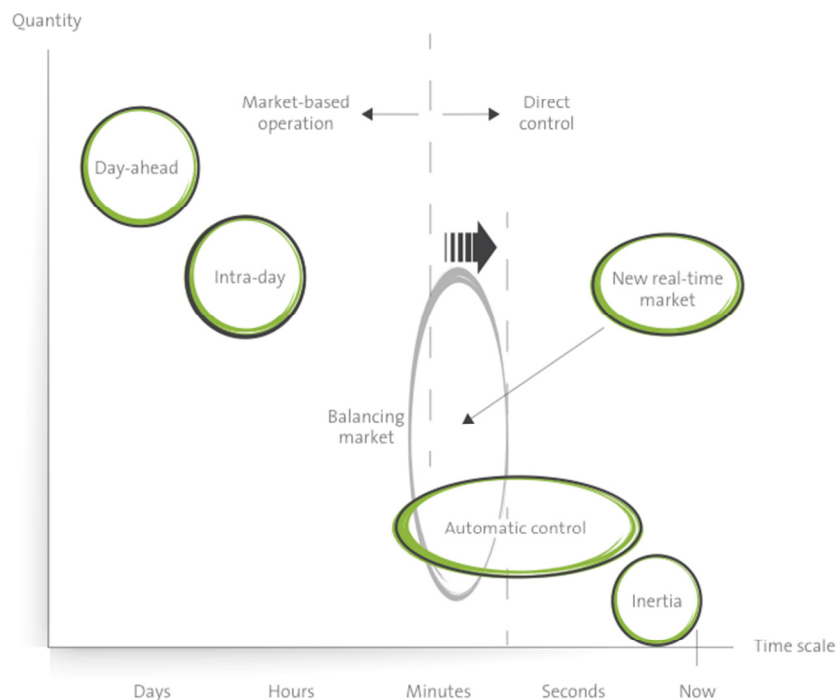 Quantity
Market-based
operation
Direct
control
Day-ahead
Intra-day
New real-time
market
Balancing
market
Automatic control
Inertia
Time scale
Days
Hours
Minutes
Seconds
Now